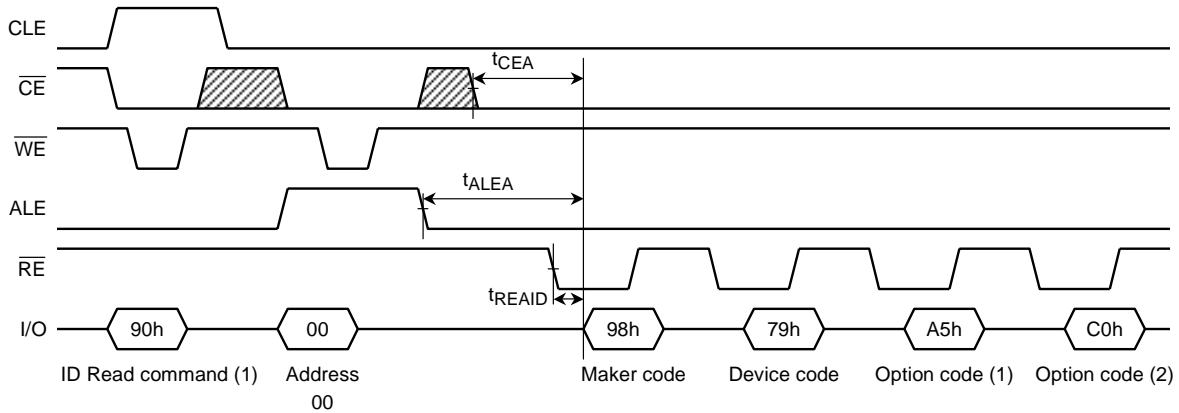 CLE
tCEA
CE
WE
tALEA
ALE
RE
tREAID
I/O 90h 00 98h 79h A5h C0h
ID Read command (1) Address Maker code Device code Option code (1) Option code (2)
00